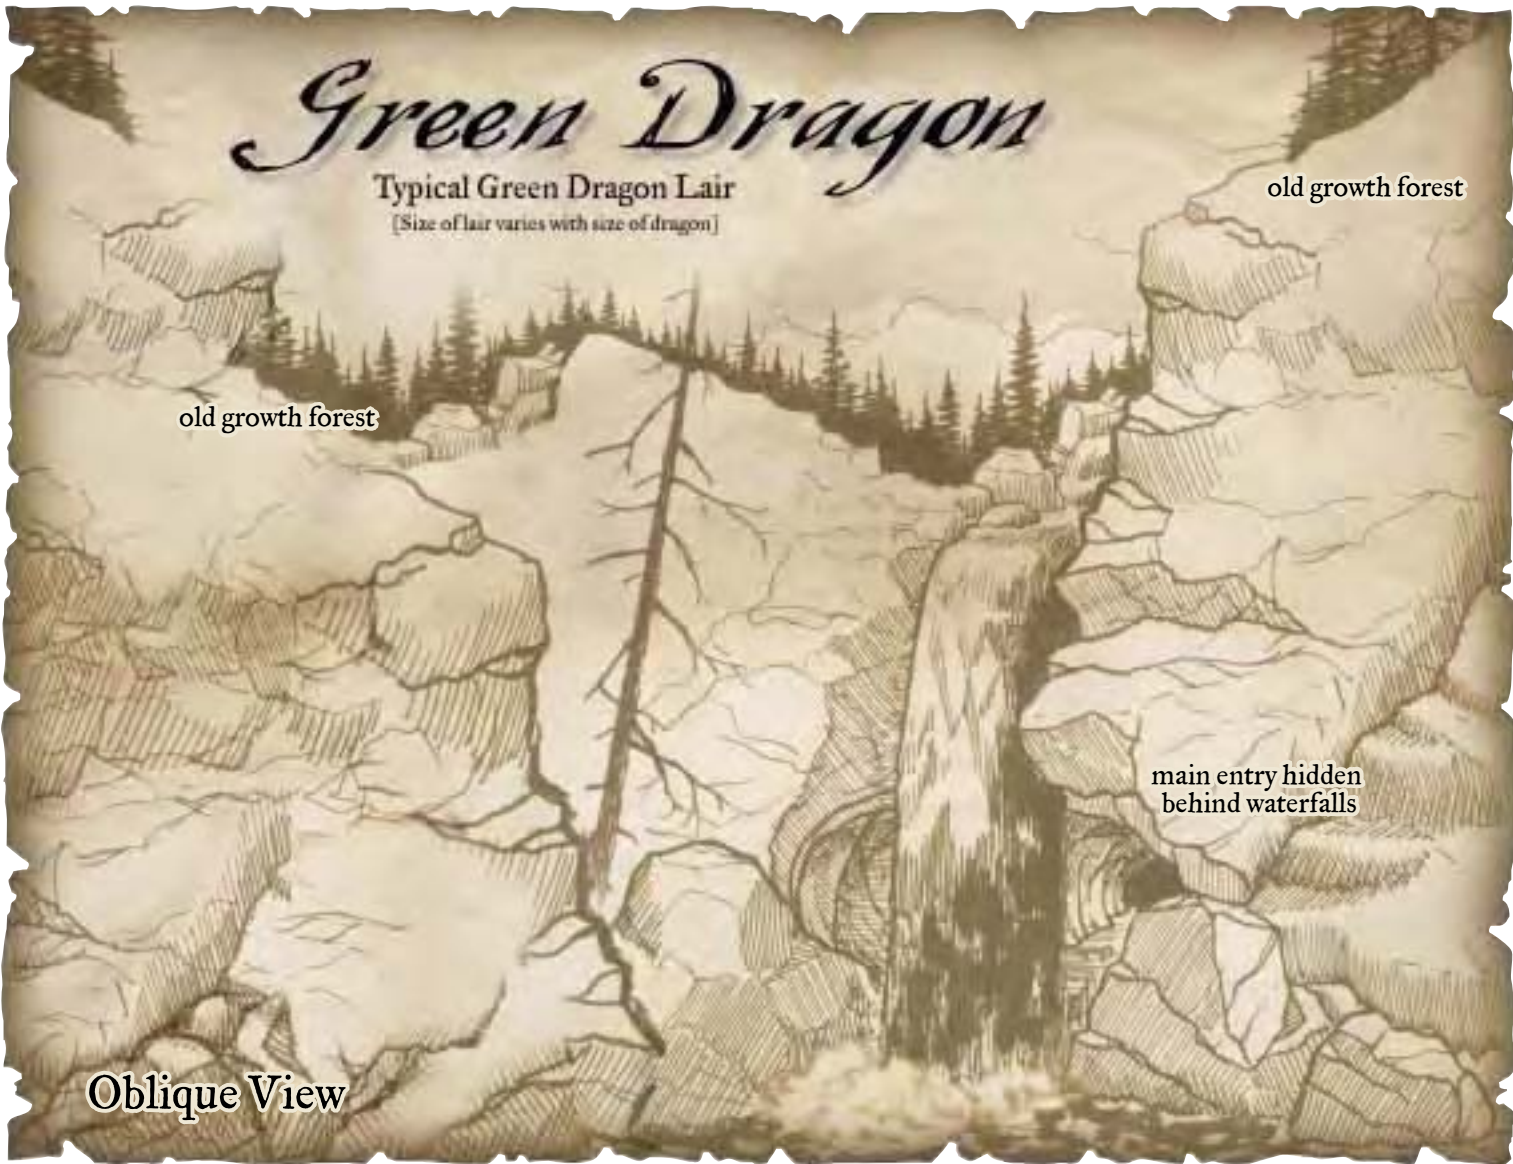 Green Dragon
Typical Green Dragon Lair
[Size of lair varies with size of dragon]
old growth forest
old growth forest
main entry hidden
behind waterfalls
Oblique View